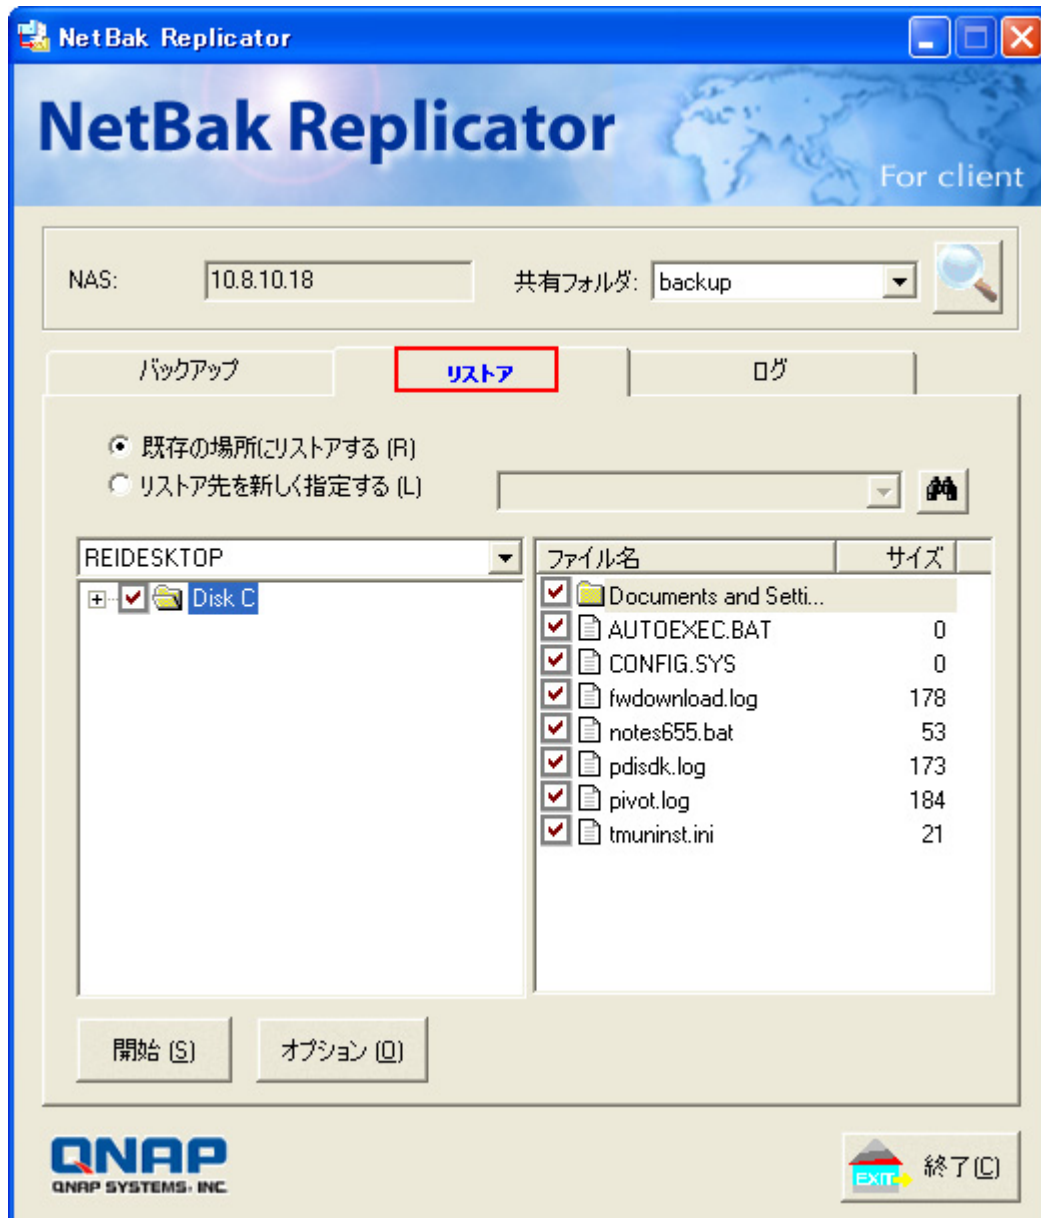 NetBak Replicator
NetBak Replicator
For client
NAS: 10.8.10.18 共有フォルダ: backup
バックアップ リストア ログ
既存の場所にリストアする (R)
リストア先を新しく指定する (L)
REIDESKTOP
Disk C
ファイル名 サイズ
Documents and Setti...
AUTOEXEC.BAT 0
CONFIG.SYS 0
fwdownload.log 178
notes655.bat 53
pdisdk.log 173
pivot.log 184
tmuninst.ini 21
開始 (S) オプション (O)
QNAP
QNAP SYSTEMS, INC.
EXIT 終了(C)